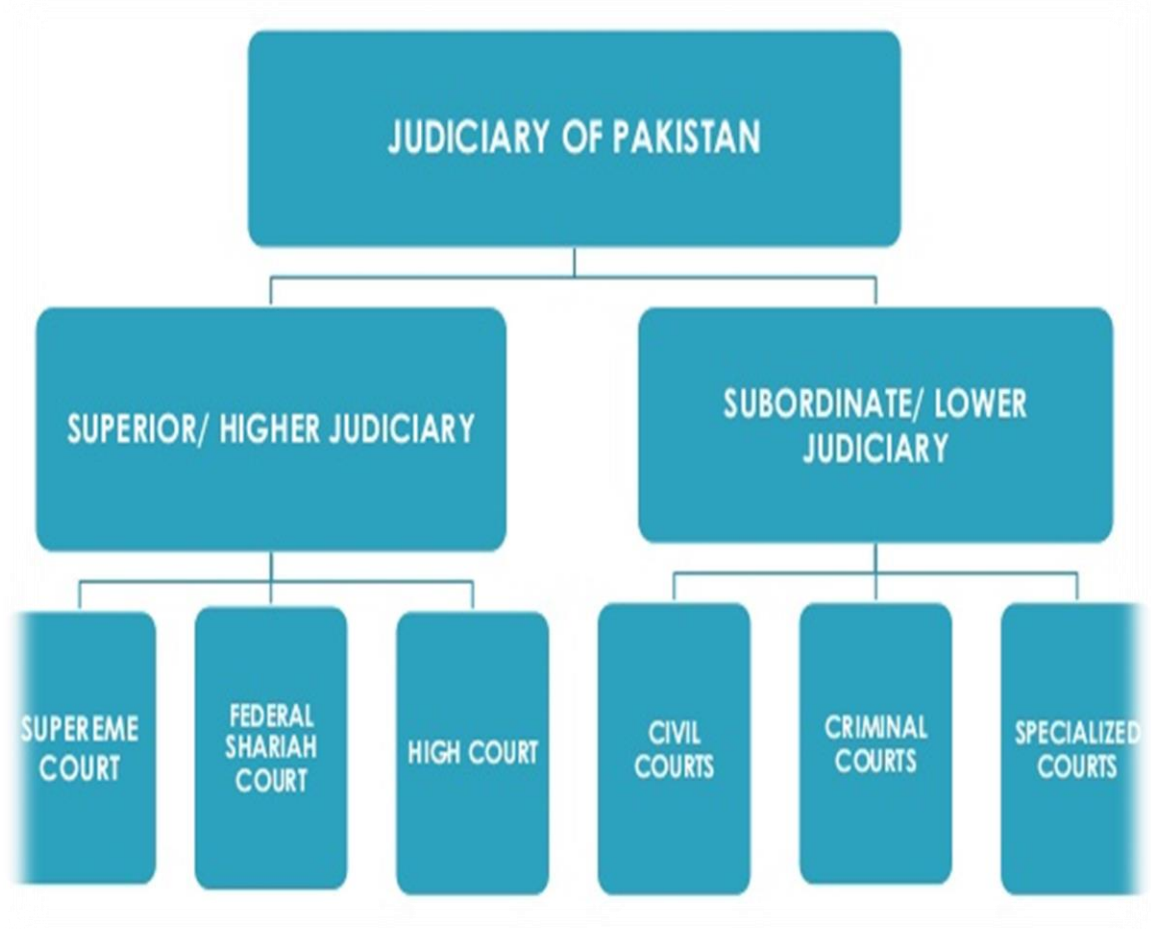 JUDICIARY OF PAKISTAN
SUPERIOR/ HIGHER JUDICIARY
SUBORDINATE/ LOWER
JUDICIARY
SUPEREME
COURT
FEDERAL
SHARIAH
COURT
HIGH COURT
CIVIL
COURTS
CRIMINAL
COURTS
SPECIALIZED
COURTS